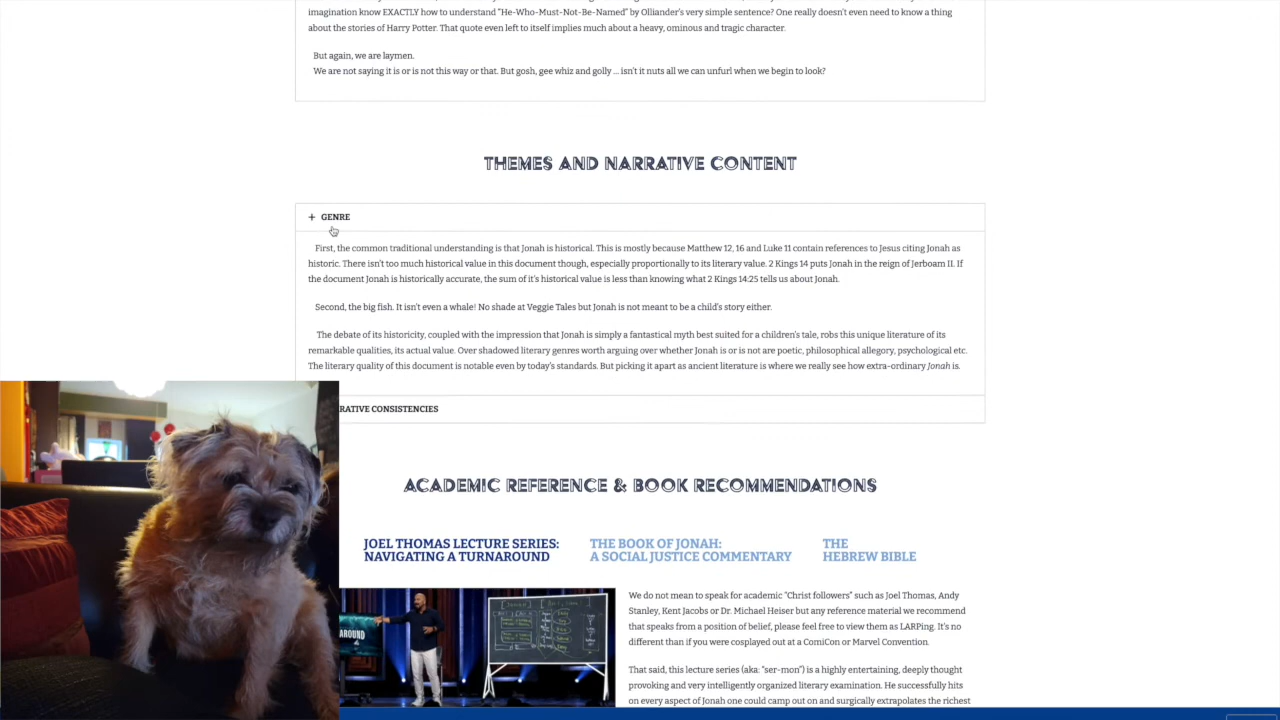 imagination know EXACTLY how to understand “He-Who-Must-Not-Be-Named” by Olliander’s very simple sentence? One really doesn’t even need to know a thing
about the stories of Harry Potter. That quote even left to itself implies much about a heavy, ominous and tragic character.
But again, we are laymen.
We are not saying it is or is not this way or that. But gosh, gee whiz and golly ... isn’t it nuts all we can unfurl when we begin to look?
THEMES AND NARRATIVE CONTENT
+ GENRE
First, the common traditional understanding is that Jonah is historical. This is mostly because Matthew 12, 16 and Luke 11 contain references to Jesus citing Jonah as
historic. There isn’t too much historical value in this document though, especially proportionally to its literary value. 2 Kings 14 puts Jonah in the reign of Jerboam II. If
the document Jonah is historically accurate, the sum of it’s historical value is less than knowing what 2 Kings 14:25 tells us about Jonah.
Second, the big fish. It isn’t even a whale! No shade at Veggie Tales but Jonah is not meant to be a child’s story either.
The debate of its historicity, coupled with the impression that Jonah is simply a fantastical myth best suited for a children’s tale, robs this unique literature of its
remarkable qualities, its actual value. Over shadowed literary genres worth arguing over whether Jonah is or is not are poetic, philosophical allegory, psychological etc.
The literary quality of this document is notable even by today’s standards. But picking it apart as ancient literature is where we really see how extra-ordinary Jonah is.
RATIVE CONSISTENCIES
ACADEMIC REFERENCE & BOOK RECOMMENDATIONS
JOEL THOMAS LECTURE SERIES:
NAVIGATING A TURNAROUND
THE BOOK OF JONAH:
A SOCIAL JUSTICE COMMENTARY
THE
HEBREW BIBLE
AROUND
We do not mean to speak for academic “Christ followers” such as Joel Thomas, Andy
Stanley, Kent Jacobs or Dr. Michael Heiser but any reference material we recommend
that speaks from a position of belief, please feel free to view them as LARPing. It’s no
different than if you were cosplayed out at a ComiCon or Marvel Convention.
That said, this lecture series (aka: “ser-mon”) is a highly entertaining, deeply thought
provoking and very intelligently organized literary examination. He successfully hits
on every aspect of Jonah one could camp out on and surgically extrapolates the richest